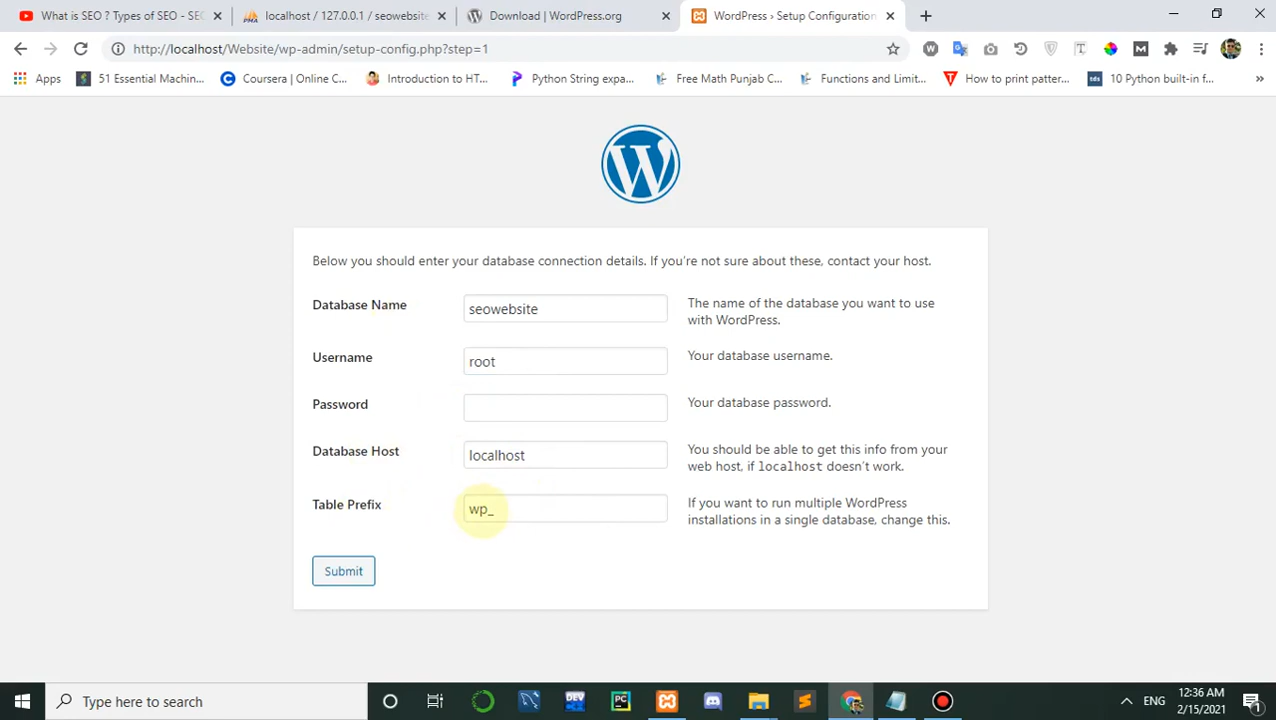 What is SEO ? Types of SEO - SEO
localhost / 127.0.0.1 / seowebsite
Download | WordPress.org
WordPress › Setup Configuration
http://localhost/Website/wp-admin/setup-config.php?step=1
Apps
51 Essential Machin...
Coursera | Online C...
Introduction to HT...
Python String expa...
Free Math Punjab C...
Functions and Limit...
How to print patter...
10 Python built-in f...
Below you should enter your database connection details. If you're not sure about these, contact your host.
Database Name
seowebsite
The name of the database you want to use
with WordPress.
Username
root
Your database username.
Password
Your database password.
Database Host
localhost
You should be able to get this info from your
web host, if localhost doesn't work.
Table Prefix
wp_
If you want to run multiple WordPress
installations in a single database, change this.
Submit
Type here to search
ENG
12:36 AM
2/15/2021